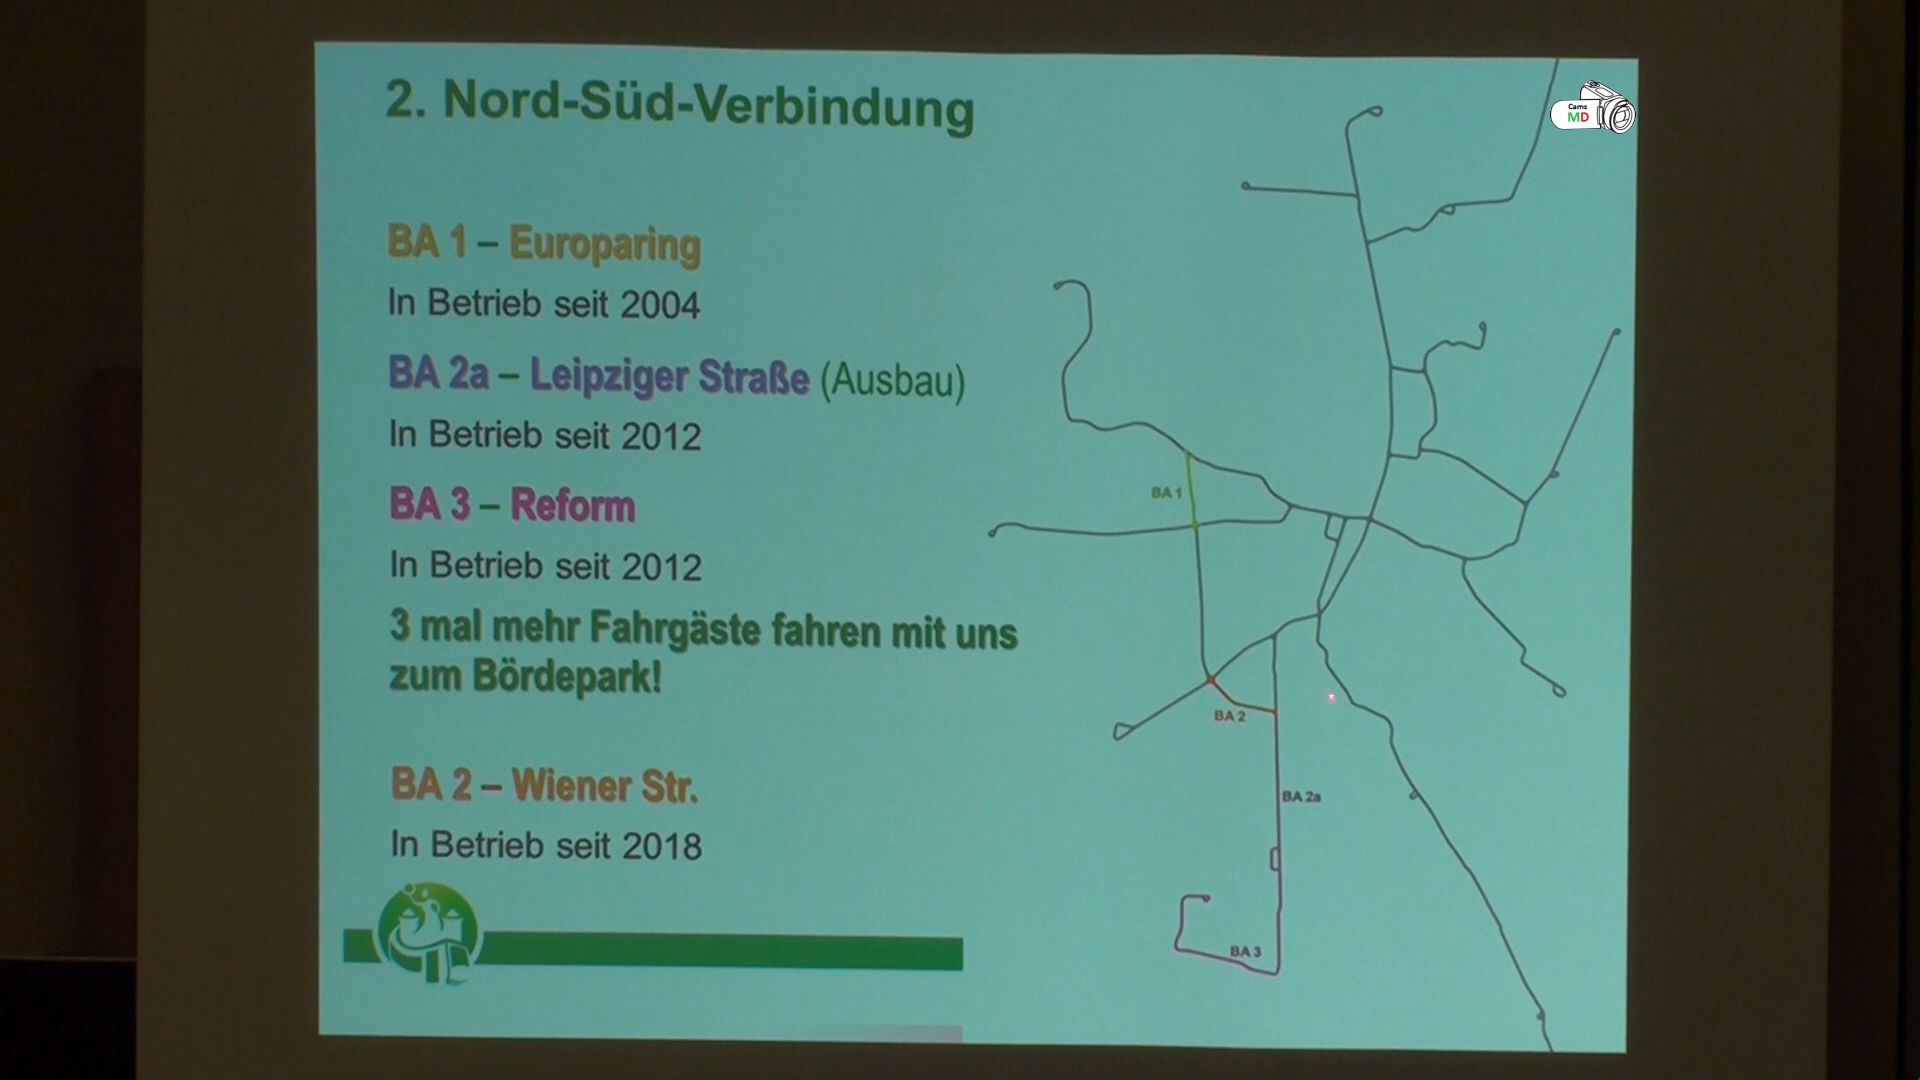 2. Nord-Süd-Verbindung
Cams
MD
BA 1 – Europaring
In Betrieb seit 2004
BA 2a – Leipziger Straße (Ausbau)
In Betrieb seit 2012
BA 3 – Reform
In Betrieb seit 2012
3 mal mehr Fahrgäste fahren mit uns
zum Bördepark!
BA 2 – Wiener Str.
In Betrieb seit 2018
BA 1
BA 2
BA 2a
BA 3